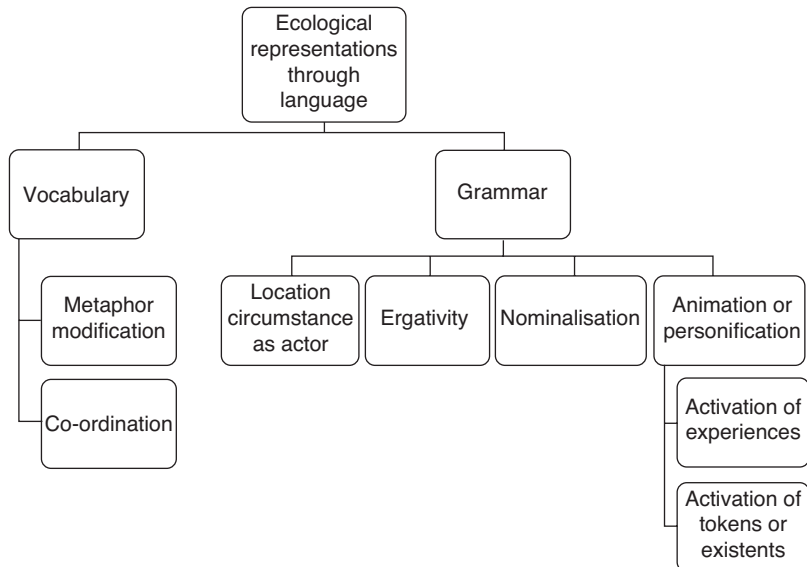 Ecological
representations
through
language
Vocabulary
Grammar
Metaphor
modification
Co-ordination
Location
circumstance
as actor
Ergativity
Nominalisation
Animation or
personification
Activation of
experiences
Activation of
tokens or
existents